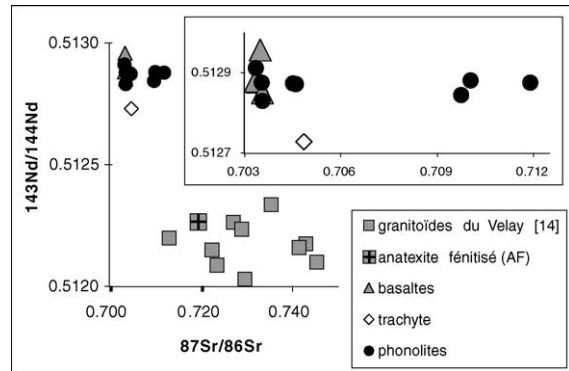 143Nd/144Nd
0.5130
0.5125
0.5120
0.700
0.720
0.740
87Sr/86Sr
0.5129
0.5127
0.703
0.706
0.709
0.712
granitoïdes du Velay [14]
anatexite fénitisé (AF)
basaltes
trachyte
phonolites